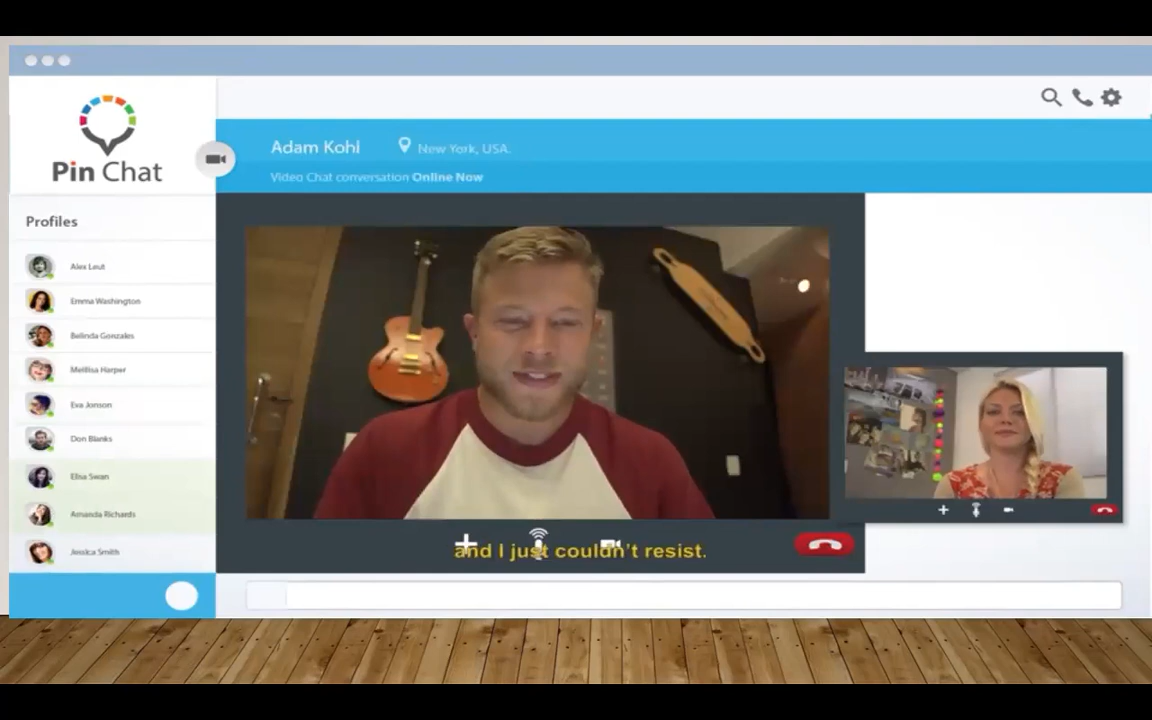 Pin Chat
Adam Kohl
New York, USA.
Video Chat conversation Online Now
Profiles
Alex Leut
Emma Washington
Belinda Gonzales
Mellisa Harper
Eva Jonson
Don Blanks
Elisa Swan
Amanda Richards
Jessica Smith
and I just couldn't resist.